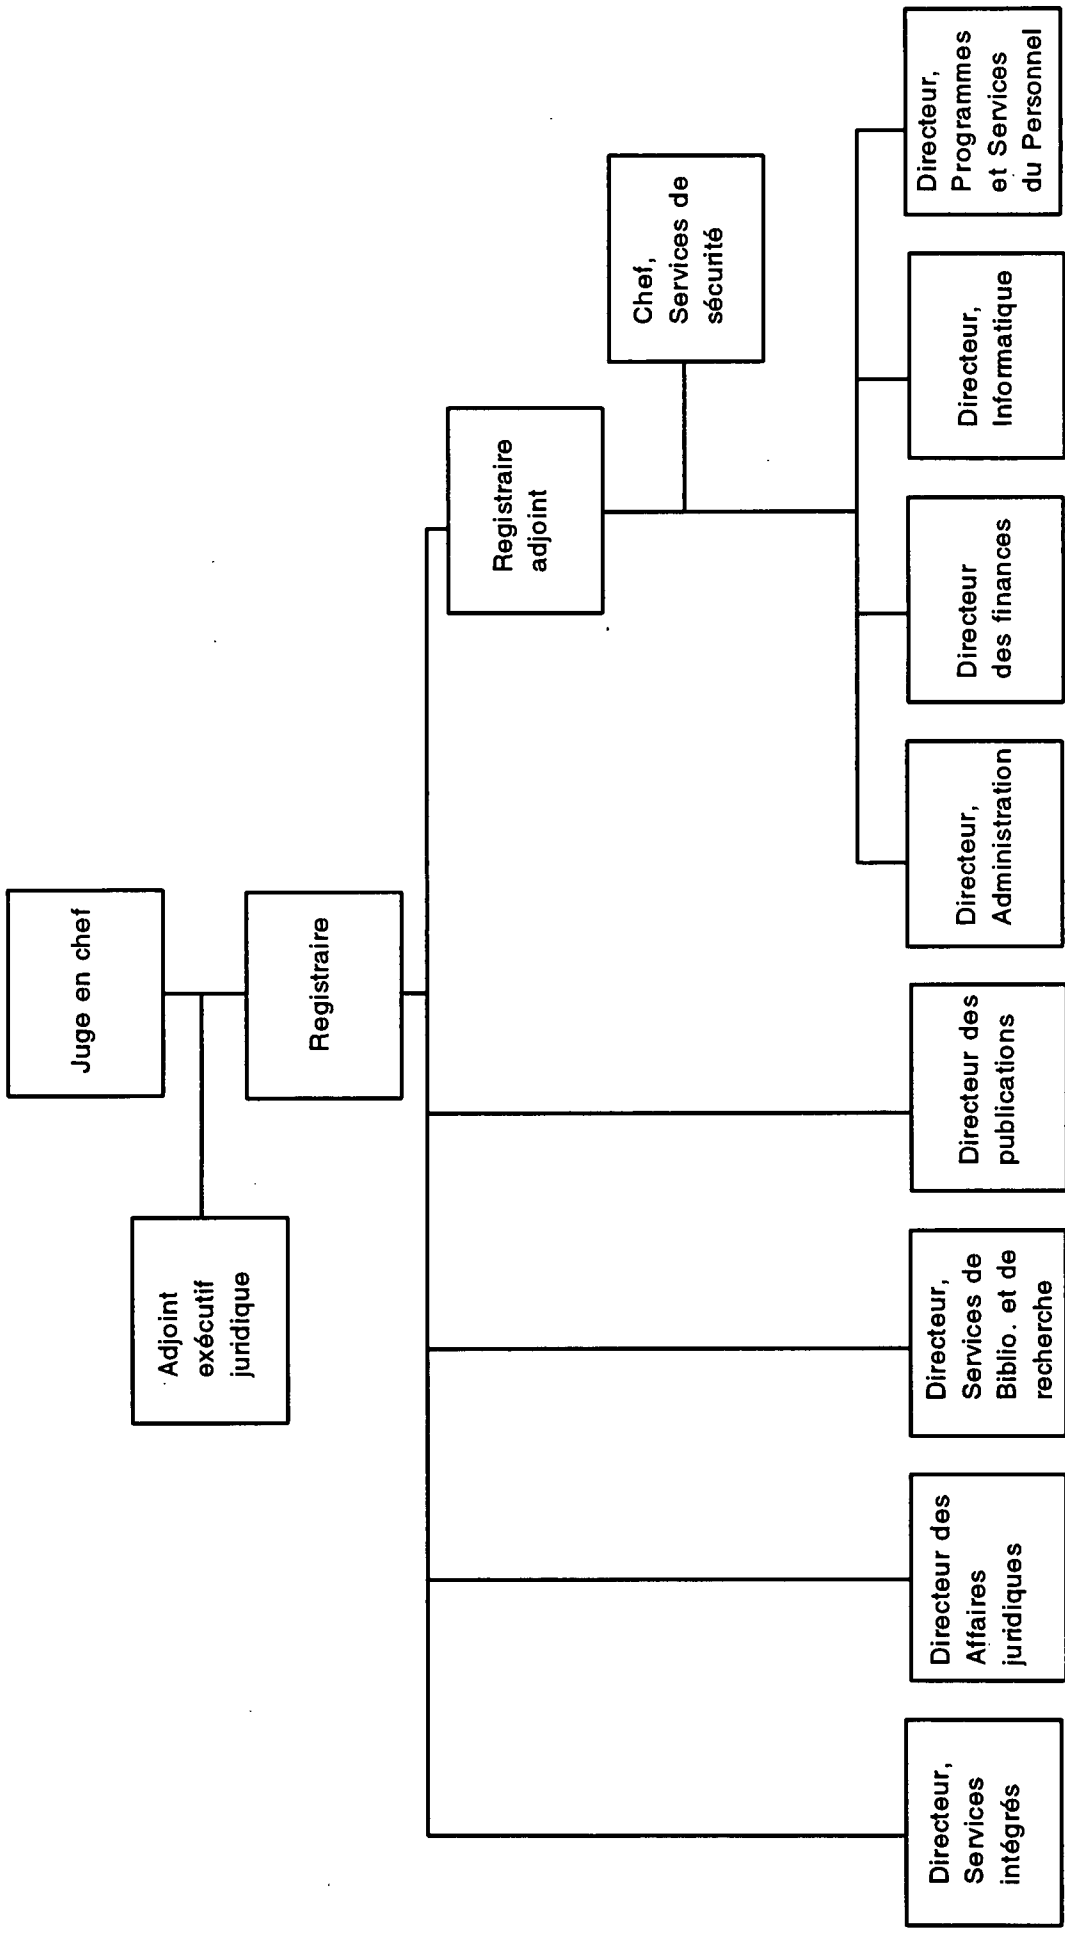 Juge en chef
Adjoint
exécutif
juridique
Registraire
Registraire
adjoint
Chef,
Services de
sécurité
Directeur,
Services
intégrés
Directeur des
Affaires
juridiques
Directeur,
Services de
Biblio. et de
recherche
Directeur des
publications
Directeur,
Administration
Directeur
des finances
Directeur,
Informatique
Directeur,
Programmes
et Services
du Personnel